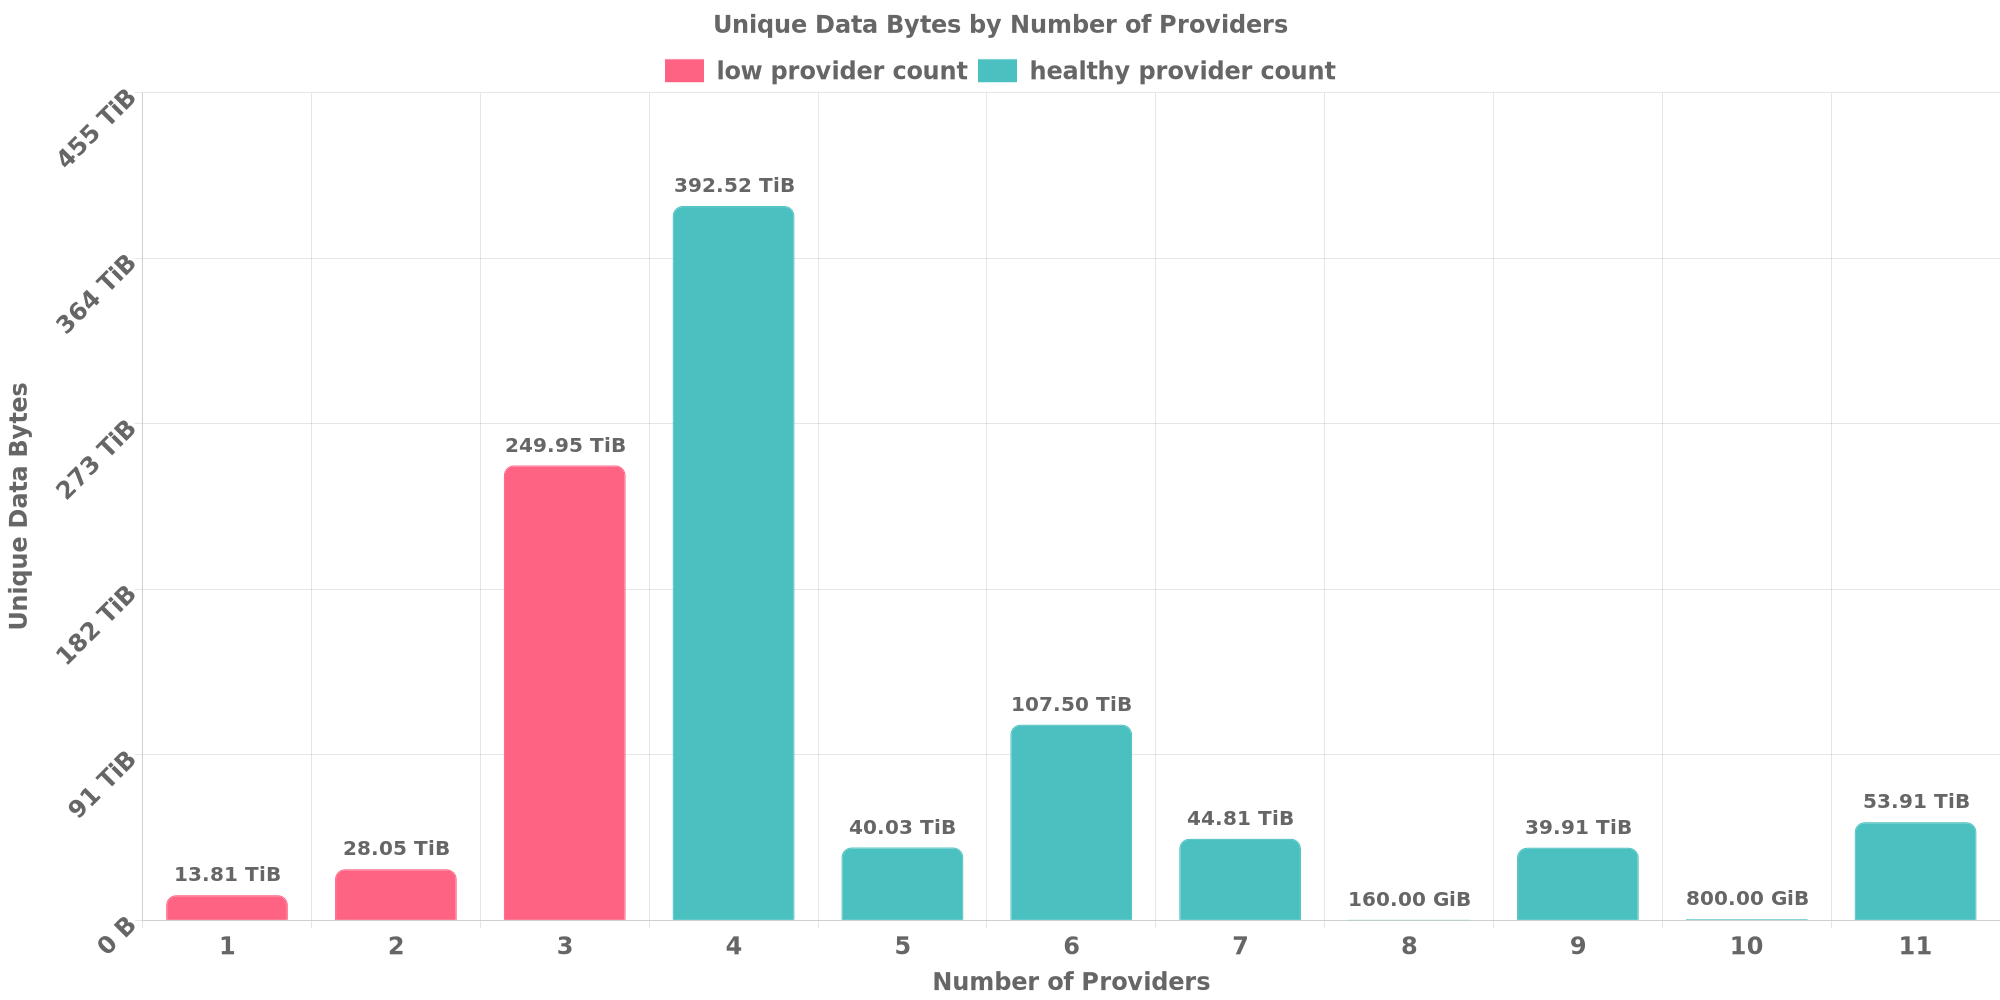 Unique Data Bytes by Number of Providers
low provider count healthy provider count
455 TiB
364 TiB
273 TiB
182 TiB
91 TiB
0 B
Unique Data Bytes
13.81 TiB
28.05 TiB
249.95 TiB
392.52 TiB
40.03 TiB
107.50 TiB
44.81 TiB
160.00 GiB
39.91 TiB
800.00 GiB
53.91 TiB
1 2 3 4 5 6 7 8 9 10 11
Number of Providers